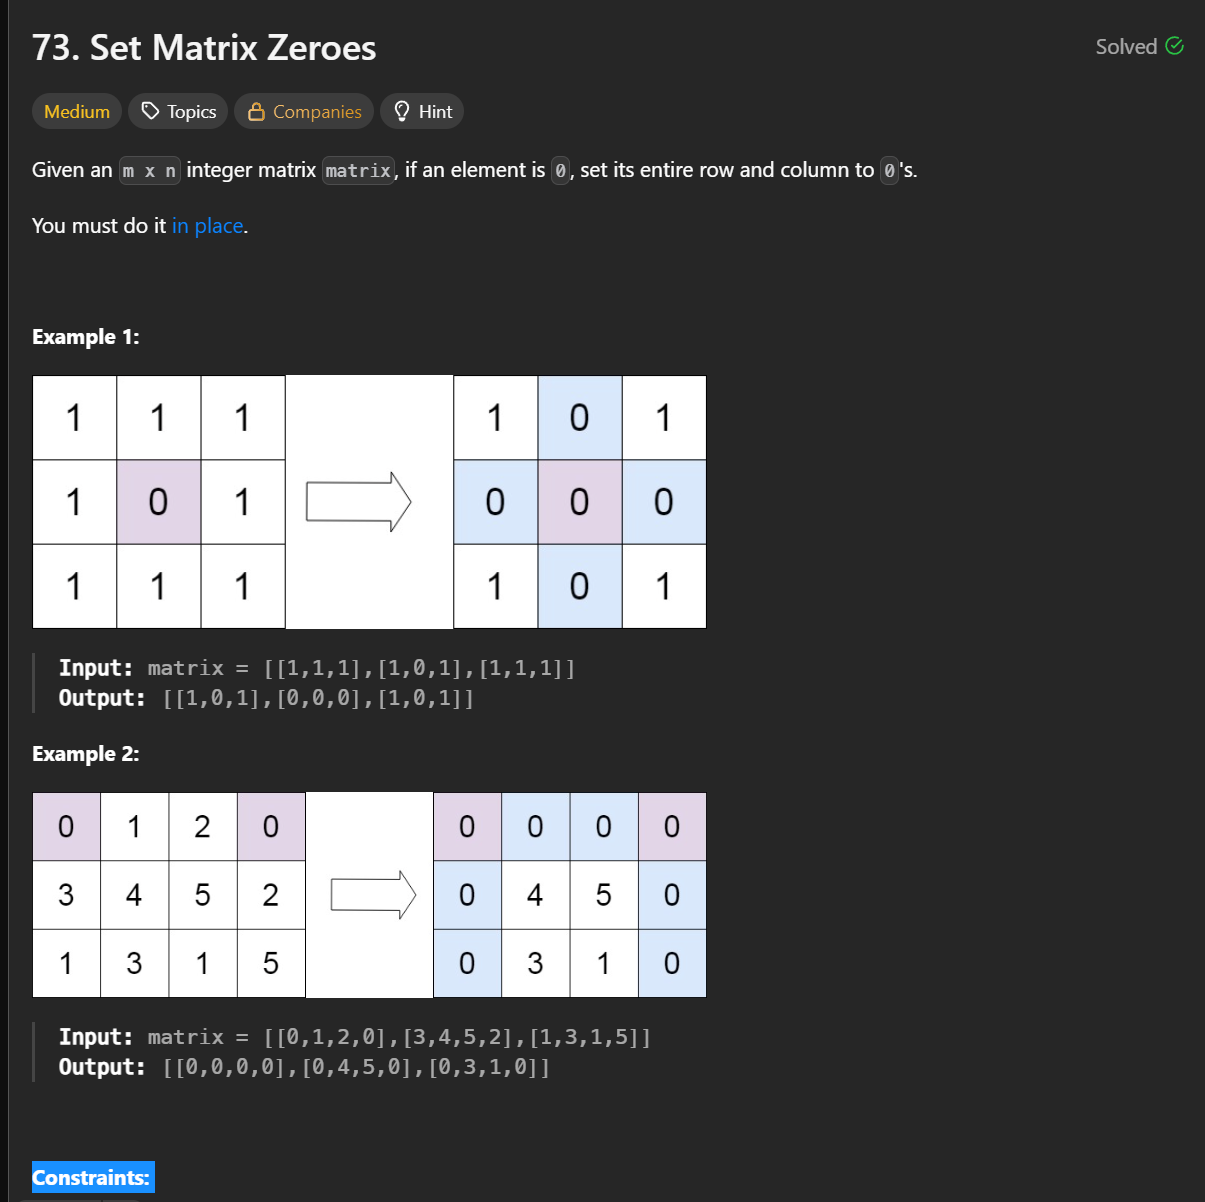 73. Set Matrix Zeroes
Solved
Medium Topics Companies Hint
Given an m x n integer matrix matrix, if an element is 0, set its entire row and column to 0's.
You must do it in place.
Example 1:
1 1 1 1 0 1
1 0 1 0 0 0
1 1 1 1 0 1
Input: matrix = [[1,1,1],[1,0,1],[1,1,1]]
Output: [[1,0,1],[0,0,0],[1,0,1]]
Example 2:
0 1 2 0 0 0 0 0
3 4 5 2 0 4 5 0
1 3 1 5 0 3 1 0
Input: matrix = [[0,1,2,0],[3,4,5,2],[1,3,1,5]]
Output: [[0,0,0,0],[0,4,5,0],[0,3,1,0]]
Constraints: